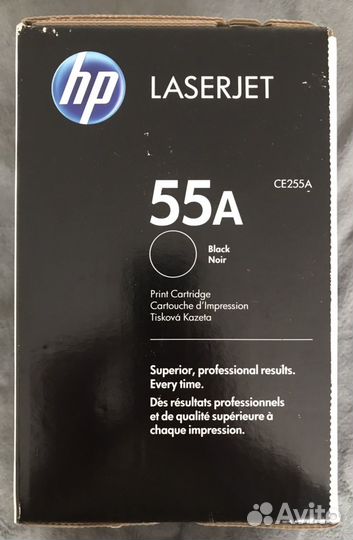 hp
LASERJET
CE255A
55A
Black
Noir
Print Cartridge
Cartouche d'Impression
Tisková Kazeta
Superior, professional results.
Every time.
Dès résultats professionnels
et de qualité supérieure à
chaque impression.
Avito